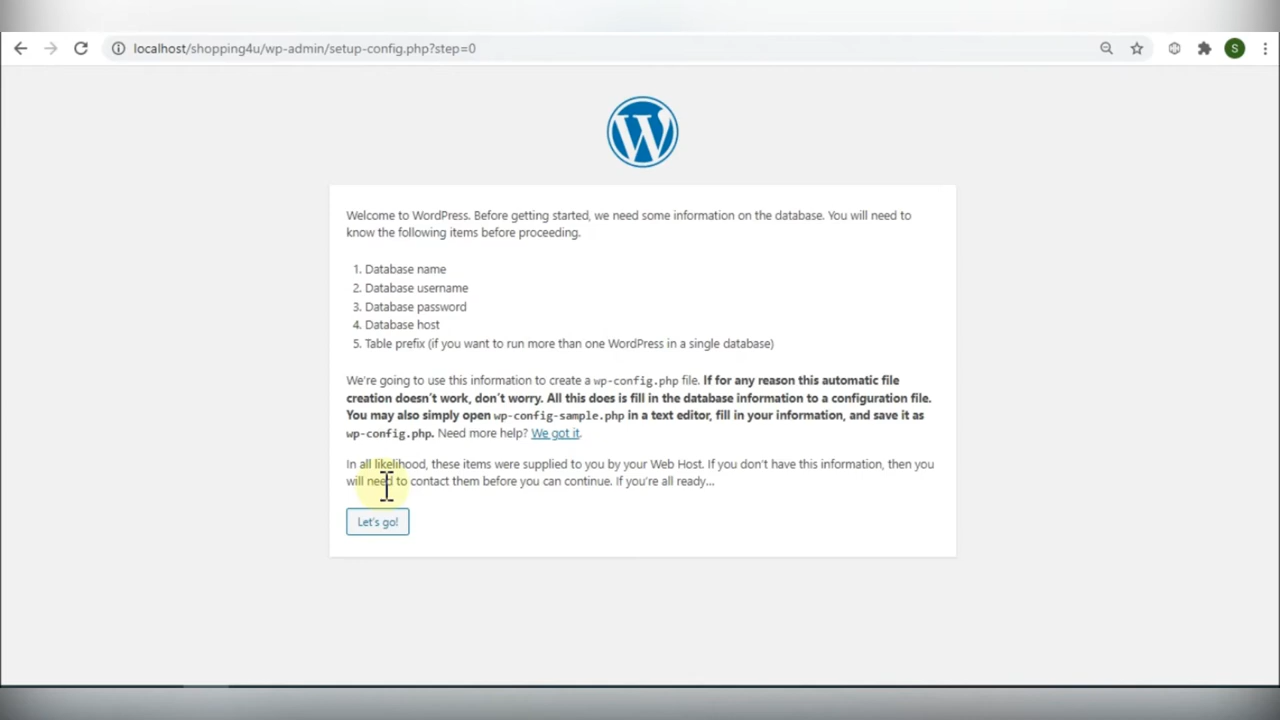 localhost/shopping4u/wp-admin/setup-config.php?step=0
S
W
Welcome to WordPress. Before getting started, we need some information on the database. You will need to
know the following items before proceeding.
1. Database name
2. Database username
3. Database password
4. Database host
5. Table prefix (if you want to run more than one WordPress in a single database)
We're going to use this information to create a wp-config.php file. If for any reason this automatic file
creation doesn't work, don't worry. All this does is fill in the database information to a configuration file.
You may also simply open wp-config-sample.php in a text editor, fill in your information, and save it as
wp-config.php. Need more help? We got it.
In all likelihood, these items were supplied to you by your Web Host. If you don't have this information, then you
will need to contact them before you can continue. If you're all ready...
Let's go!